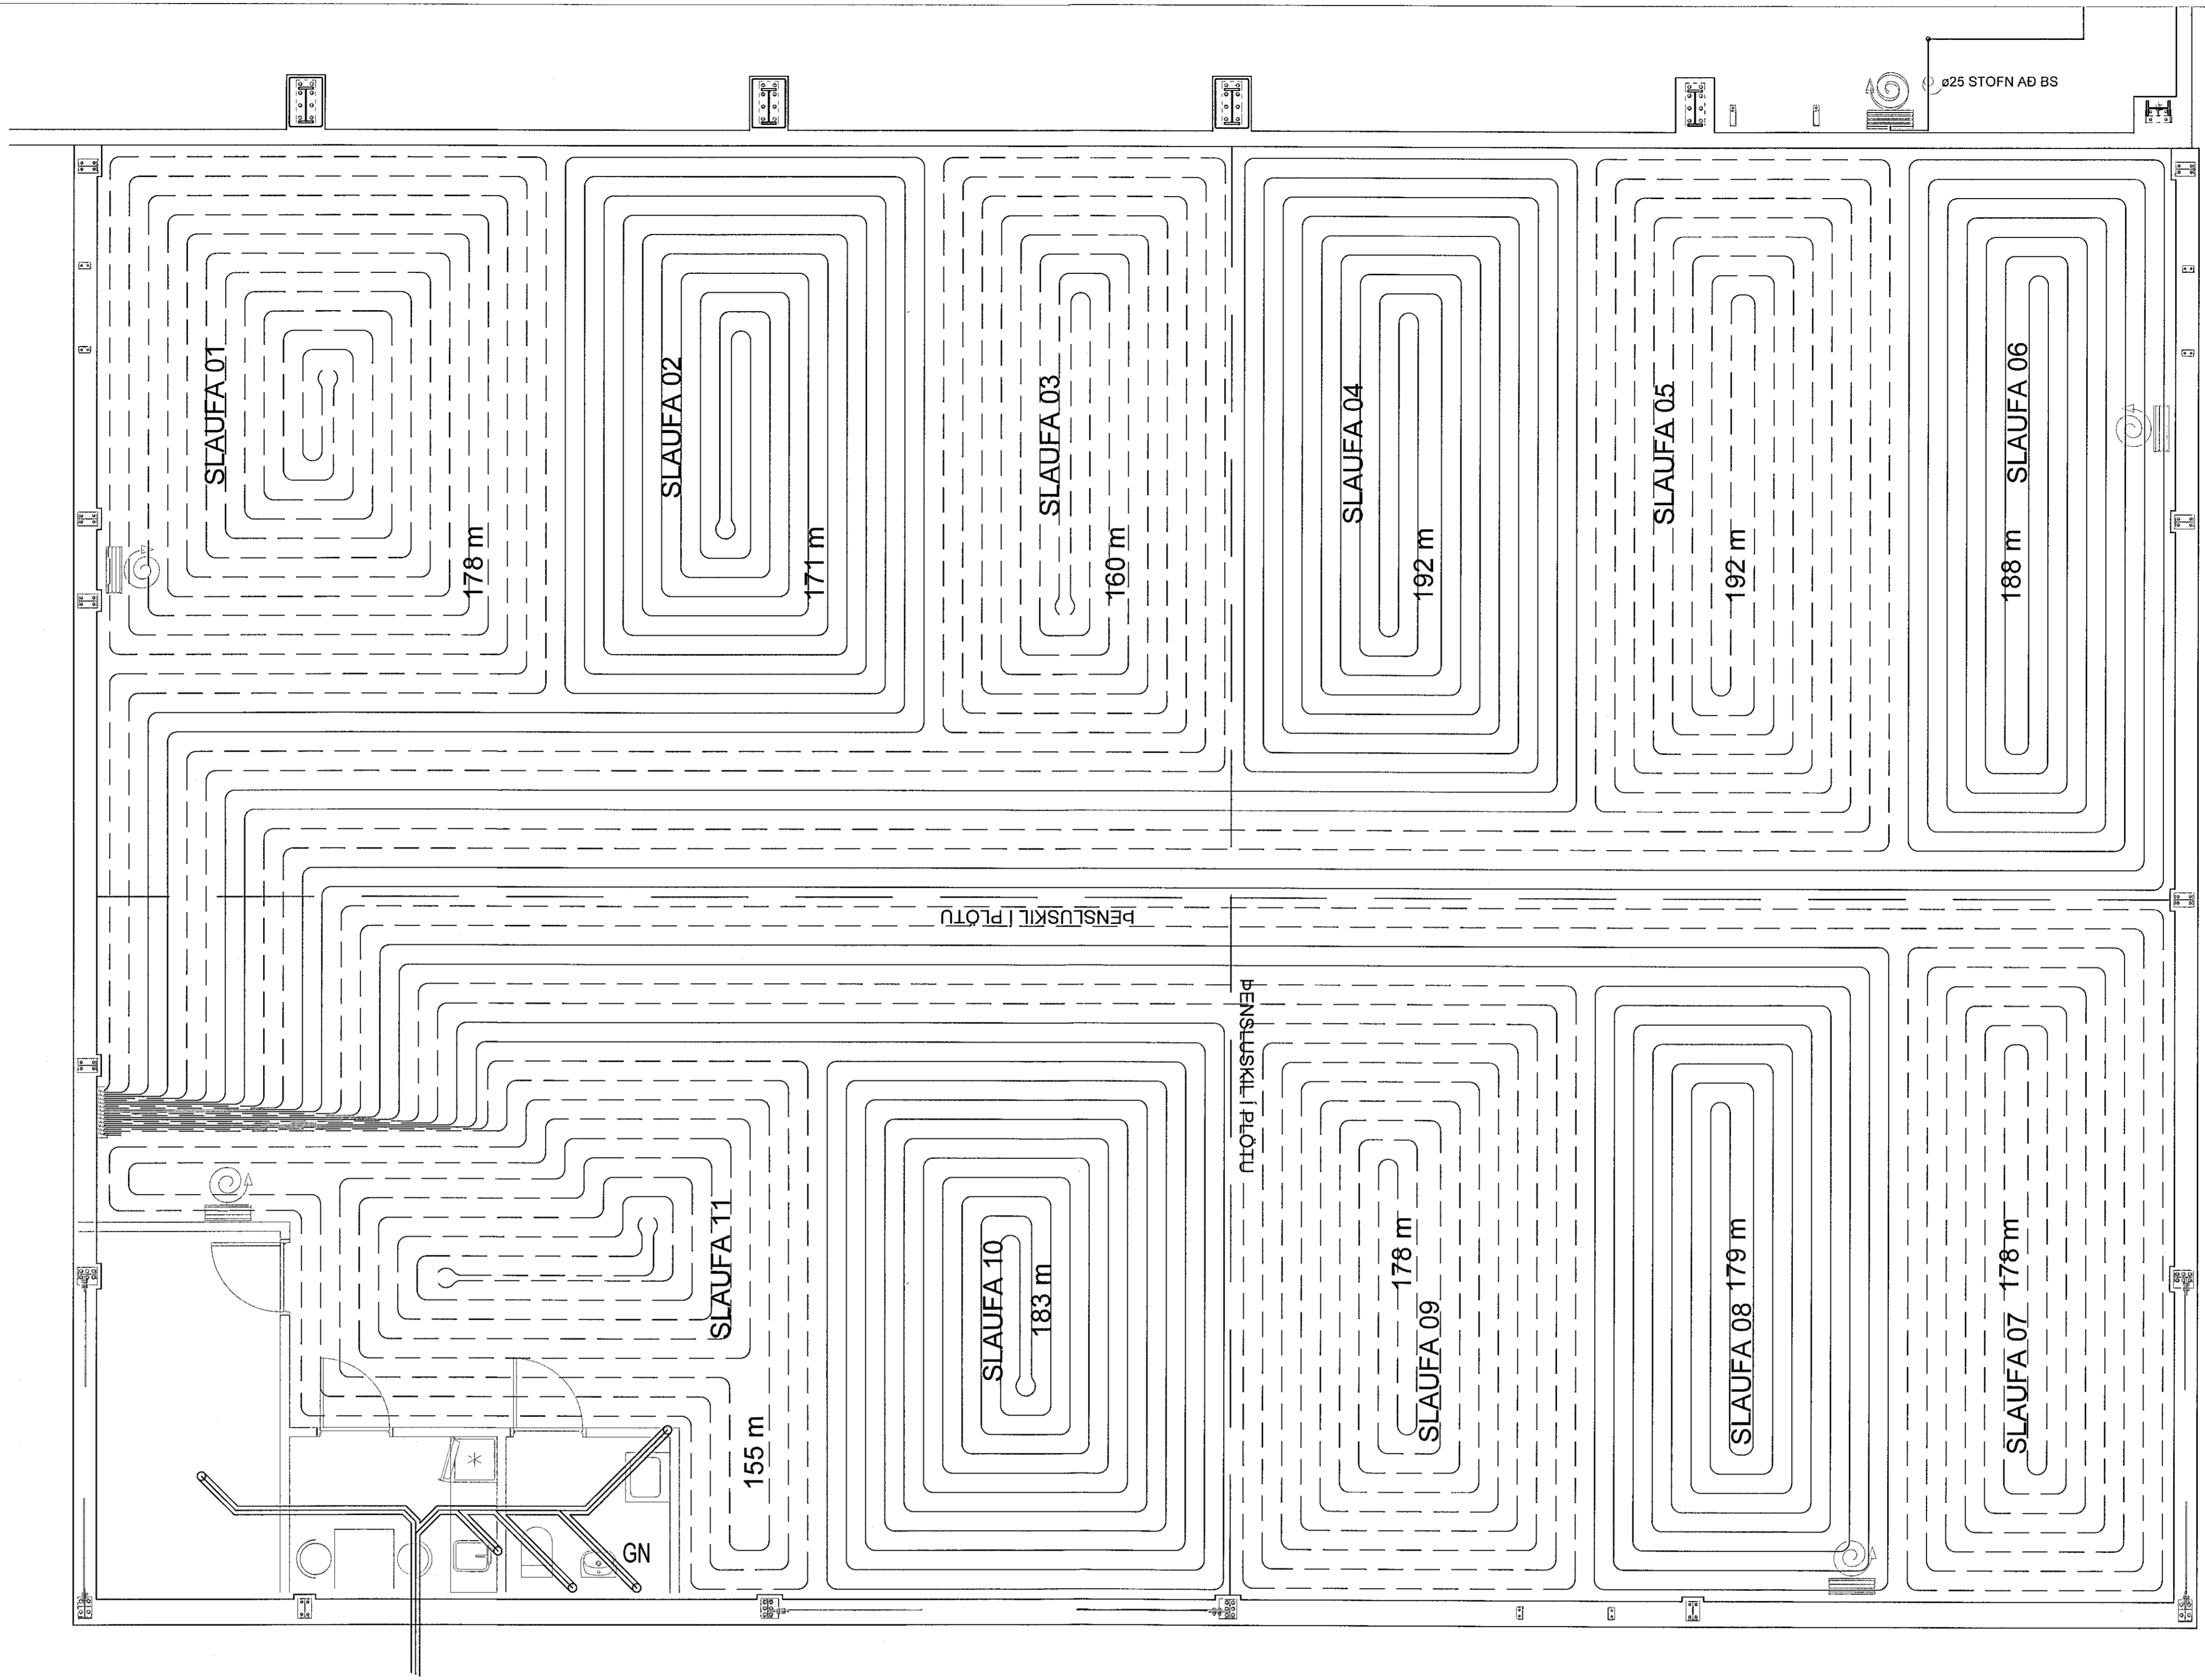 ø25 STOFN AÐ BS
SLAUFA 01
178 m
SLAUFA 02
171 m
SLAUFA 03
160 m
SLAUFA 04
192 m
SLAUFA 05
192 m
SLAUFA 06
188 m
ÞENSLUSKIL Í PLÖTU
ÞENSLUSKIL Í PLÖTU
SLAUFA 11
155 m
SLAUFA 10
183 m
SLAUFA 09
178 m
SLAUFA 08
179 m
SLAUFA 07
178 m
GN